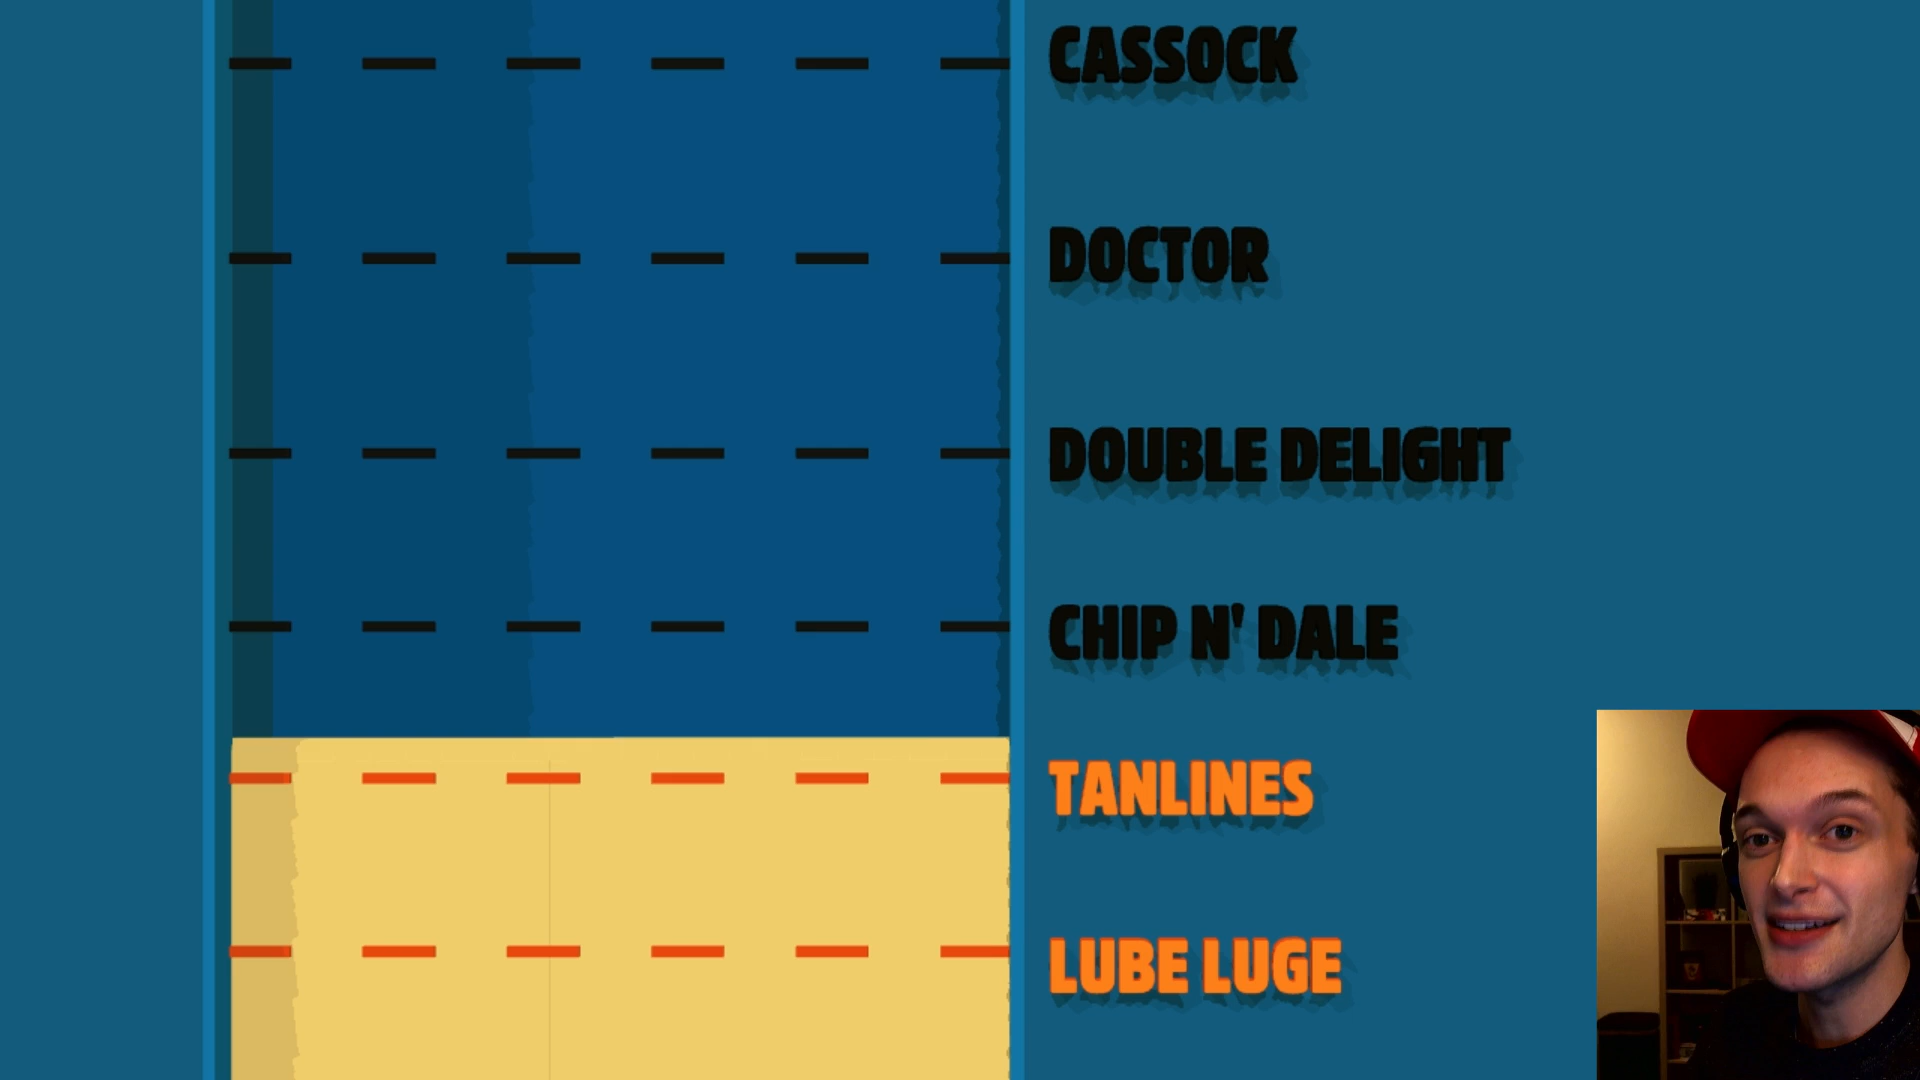 CASSOCK
DOCTOR
DOUBLE DELIGHT
CHIP N' DALE
TANLINES
LUBE LUGE